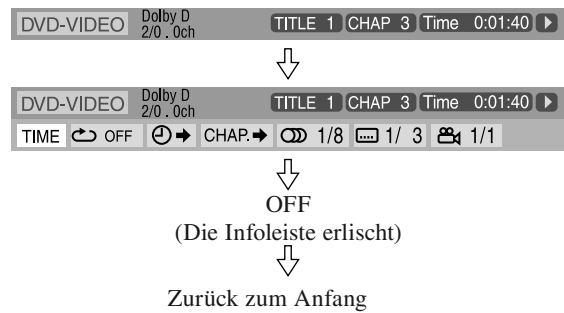 DVD-VIDEO Dolby D 2/0 . 0ch TITLE 1 CHAP 3 Time 0:01:40
DVD-VIDEO Dolby D 2/0 . 0ch TITLE 1 CHAP 3 Time 0:01:40
TIME OFF CHAP. 1/8 1/ 3 1/1
OFF
(Die Infoleiste erlischt)
Zurück zum Anfang